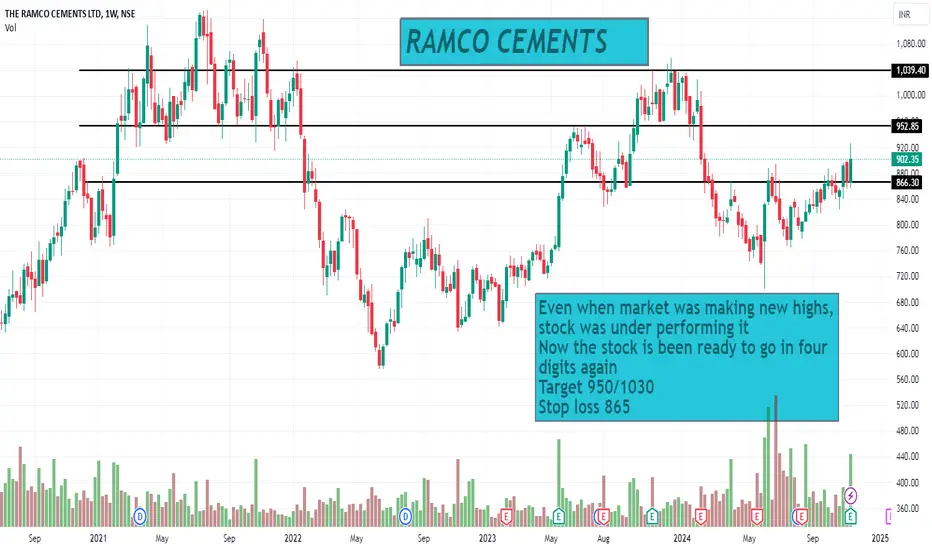 THE RAMCO CEMENTS LTD, 1W, NSE
Vol
INR
RAMCO CEMENTS
1,080.00
1,039.40
1,000.00
952.85
920.00
902.35
880.00
866.30
840.00
800.00
760.00
720.00
680.00
640.00
600.00
560.00
520.00
480.00
440.00
400.00
360.00
Even when market was making new highs,
stock was under performing it
Now the stock is been ready to go in four
digits again
Target 950/1030
Stop loss 865
D D E E E E E E E E
Sep 2021 May Sep 2022 May Sep 2023 May Aug 2024 May Sep 2025